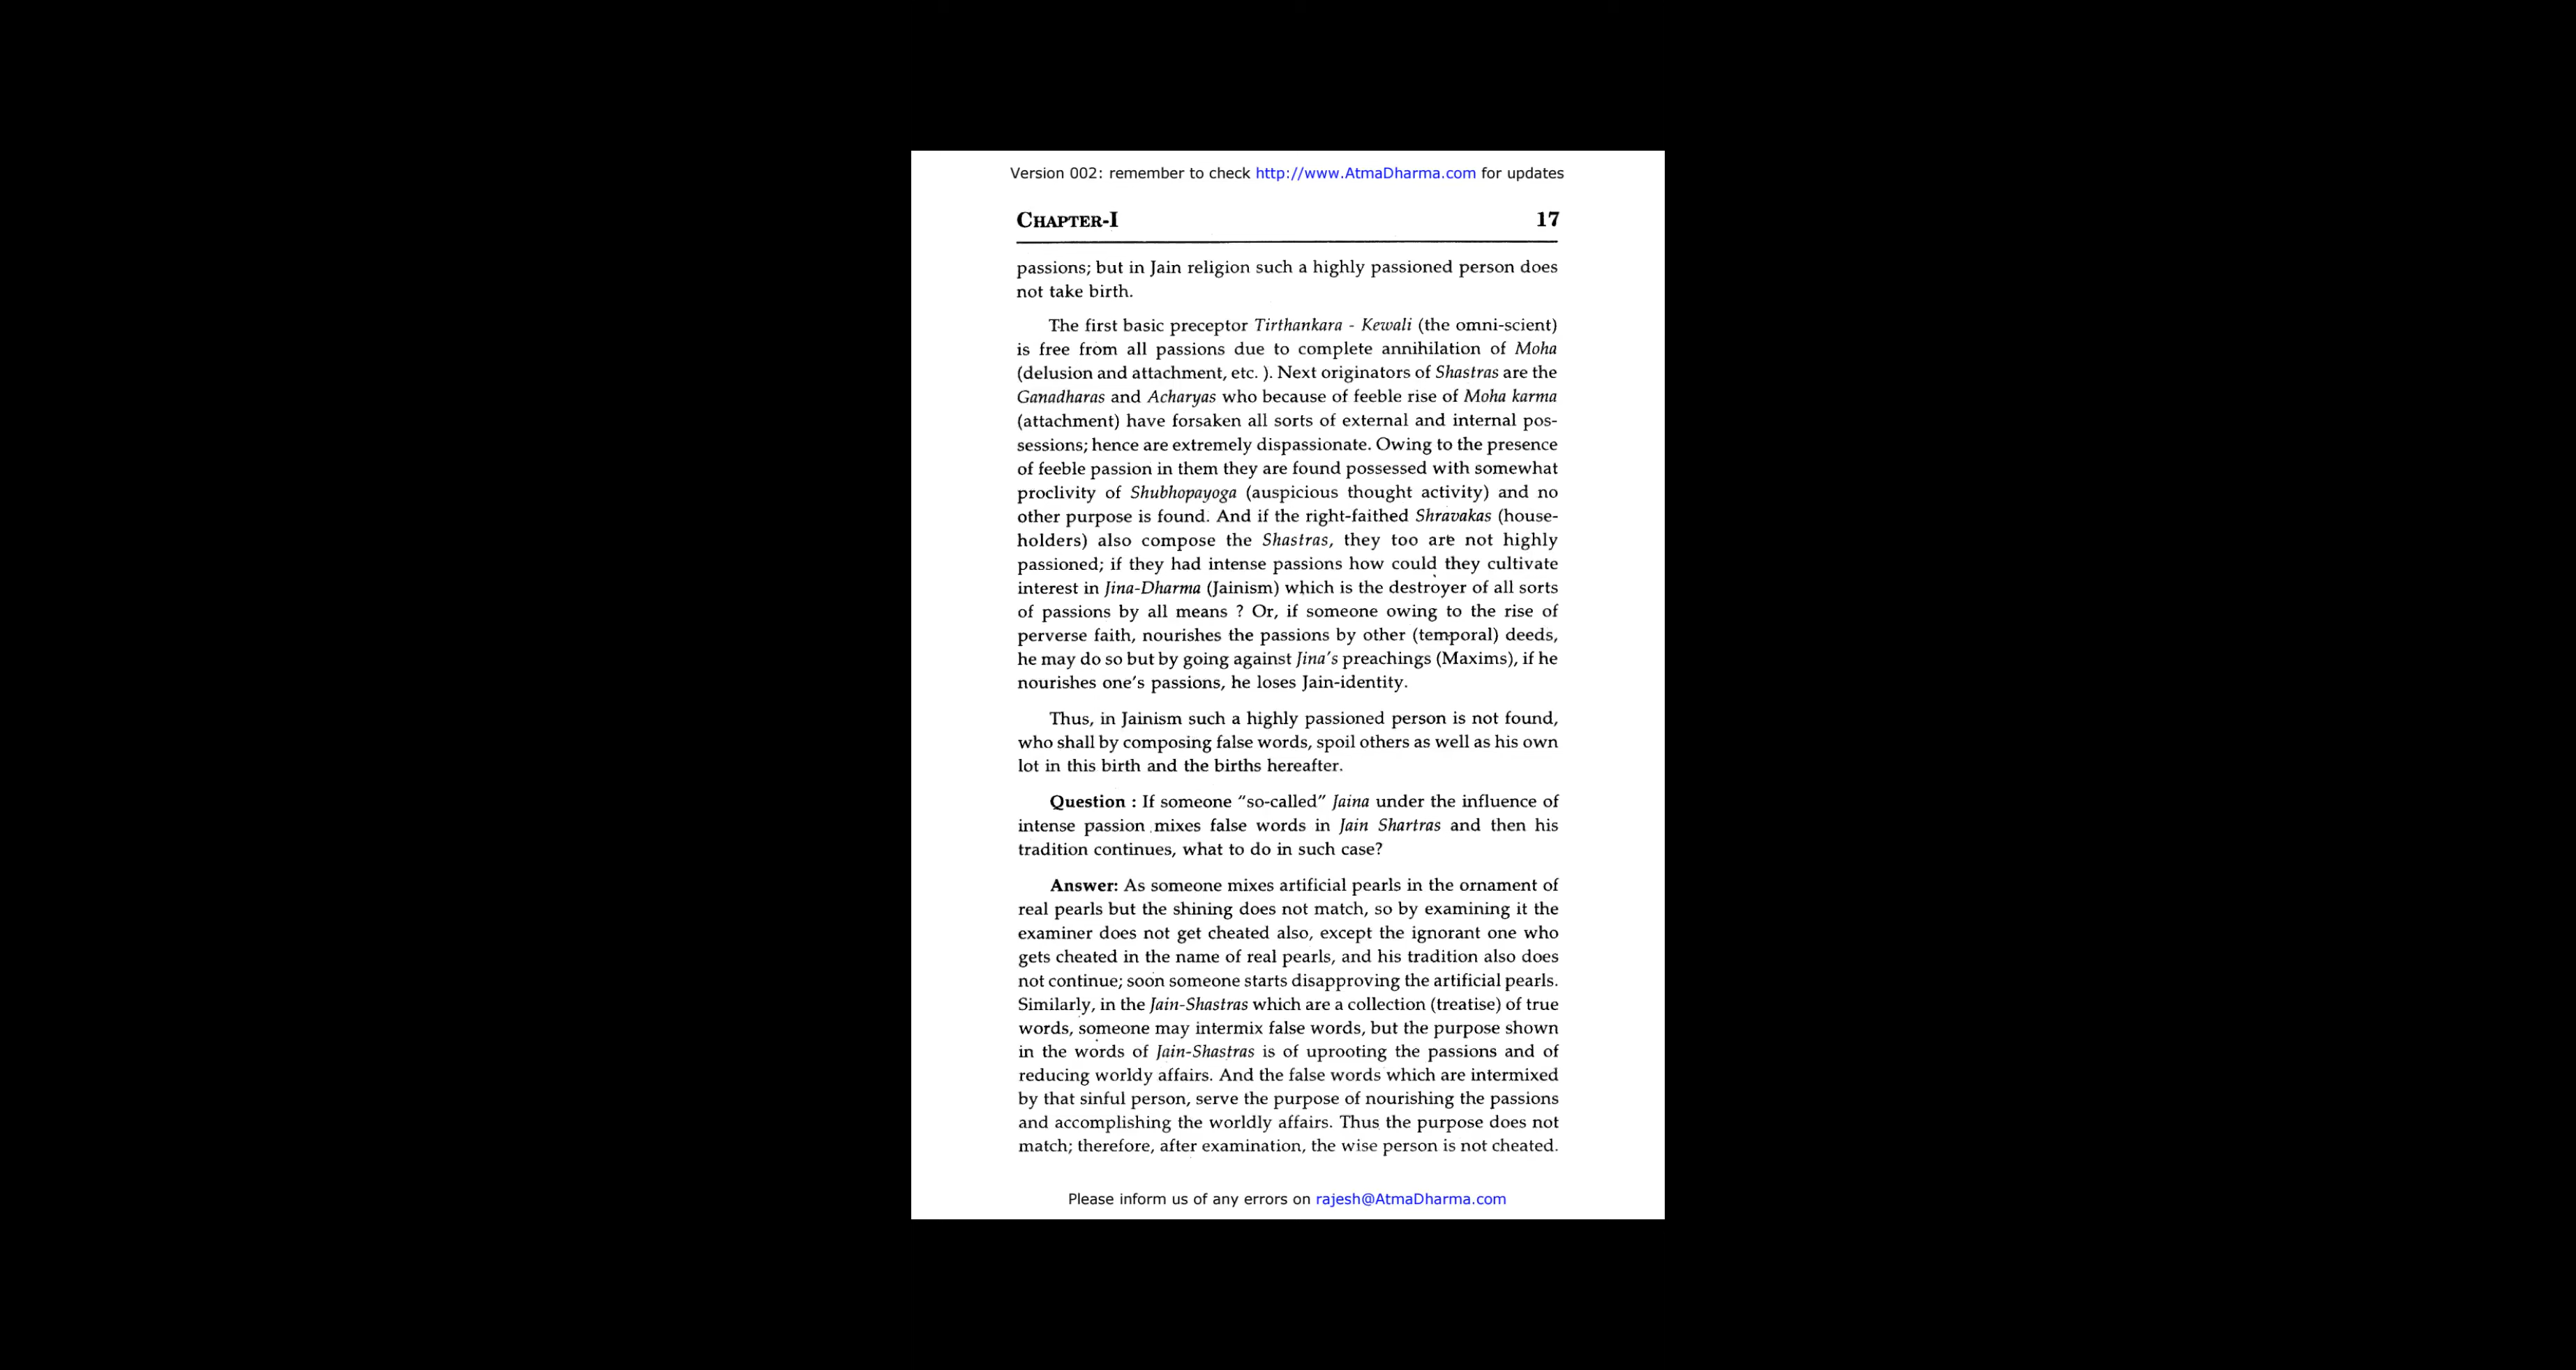 Version 002: remember to check http://www.AtmaDharma.com for updates
CHAPTER-I 17
passions; but in Jain religion such a highly passioned person does
not take birth.
The first basic preceptor Tirthankara - Kewali (the omni-scient)
is free from all passions due to complete annihilation of Moha
(delusion and attachment, etc. ). Next originators of Shastras are the
Ganadharas and Acharyas who because of feeble rise of Moha karma
(attachment) have forsaken all sorts of external and internal pos-
sessions; hence are extremely dispassionate. Owing to the presence
of feeble passion in them they are found possessed with somewhat
proclivity of Shubhopayoga (auspicious thought activity) and no
other purpose is found. And if the right-faithed Shravakas (house-
holders) also compose the Shastras, they too are not highly
passioned; if they had intense passions how could they cultivate
interest in Jina-Dharma (Jainism) which is the destroyer of all sorts
of passions by all means ? Or, if someone owing to the rise of
perverse faith, nourishes the passions by other (temporal) deeds,
he may do so but by going against Jina's preachings (Maxims), if he
nourishes one's passions, he loses Jain-identity.
Thus, in Jainism such a highly passioned person is not found,
who shall by composing false words, spoil others as well as his own
lot in this birth and the births hereafter.
Question : If someone "so-called" Jaina under the influence of
intense passion mixes false words in Jain Shartras and then his
tradition continues, what to do in such case?
Answer: As someone mixes artificial pearls in the ornament of
real pearls but the shining does not match, so by examining it the
examiner does not get cheated also, except the ignorant one who
gets cheated in the name of real pearls, and his tradition also does
not continue; soon someone starts disapproving the artificial pearls.
Similarly, in the Jain-Shastras which are a collection (treatise) of true
words, someone may intermix false words, but the purpose shown
in the words of Jain-Shastras is of uprooting the passions and of
reducing worldy affairs. And the false words which are intermixed
by that sinful person, serve the purpose of nourishing the passions
and accomplishing the worldly affairs. Thus the purpose does not
match; therefore, after examination, the wise person is not cheated.
Please inform us of any errors on rajesh@AtmaDharma.com